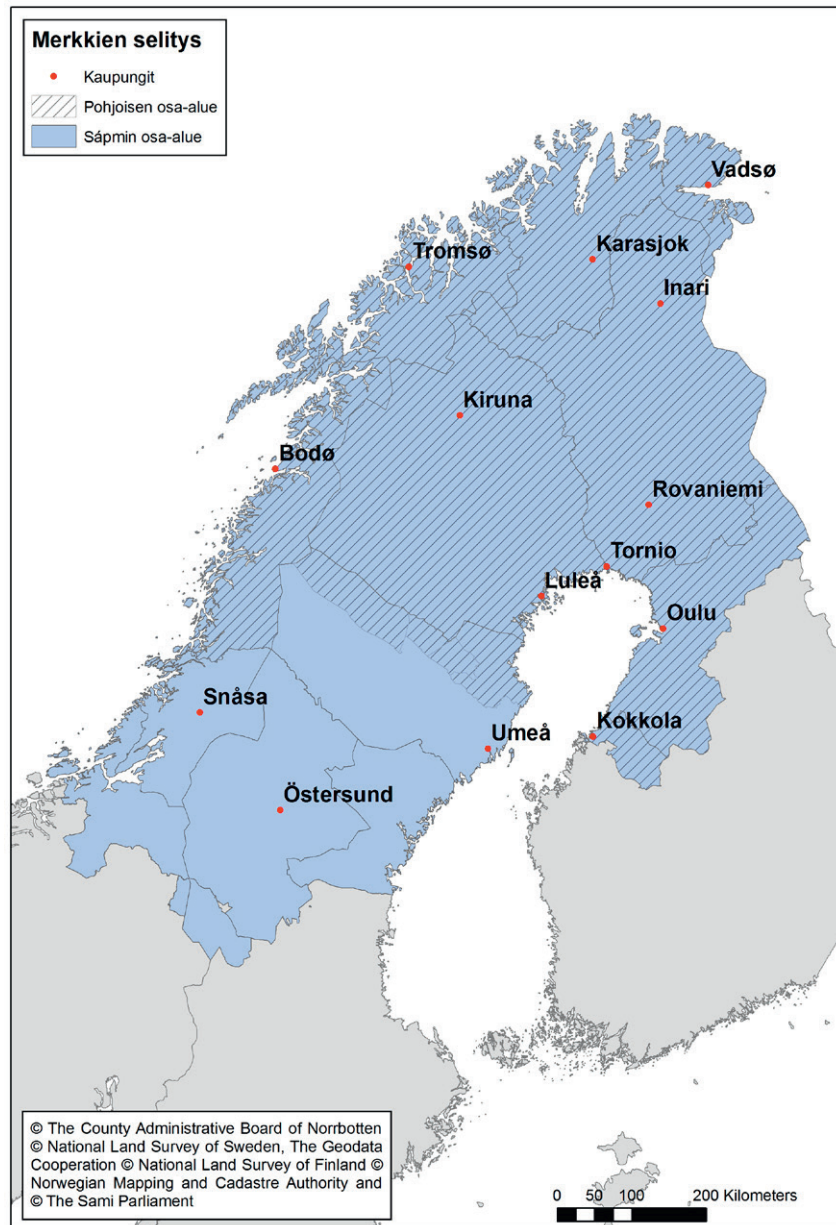 Merkkien selitys
Kaupungit
Pohjoisen osa-alue
Sápmin osa-alue
Vadsø
Tromsø
Karasjok
Inari
Kiruna
Bodø
Rovaniemi
Tornio
Luleå
Oulu
Snåsa
Umeå
Kokkola
Östersund
© The County Administrative Board of Norrbotten
© National Land Survey of Sweden, The Geodata
Cooperation © National Land Survey of Finland ©
Norwegian Mapping and Cadastre Authority and
© The Sami Parliament
0 50 100 200 Kilometers